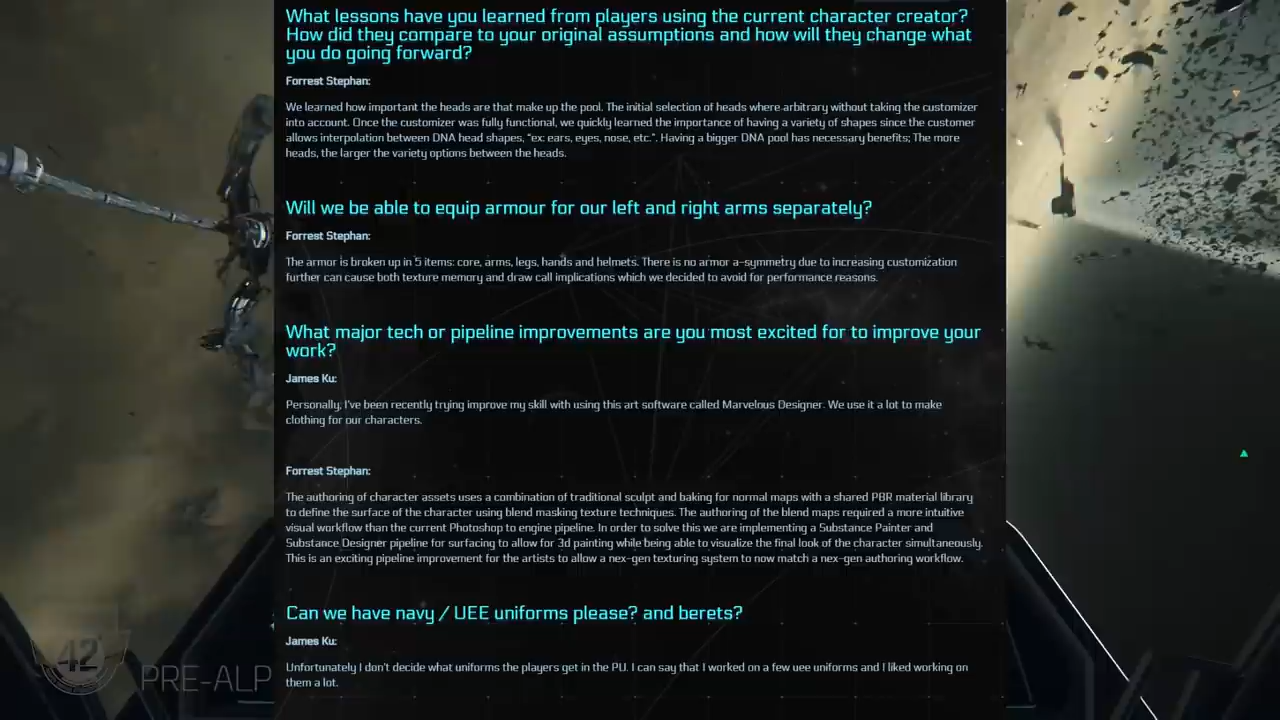 What lessons have you learned from players using the current character creator?
How did they compare to your original assumptions and how will they change what
you do going forward?
Forrest Stephan:
We learned how important the heads are that make up the pool. The initial selection of heads where arbitrary without taking the customizer
into account. Once the customizer was fully functional, we quickly learned the importance of having a variety of shapes since the customer
allows interpolation between DNA head shapes, "ex: ears, eyes, nose, etc.". Having a bigger DNA pool has necessary benefits; The more
heads, the larger the variety options between the heads.
Will we be able to equip armour for our left and right arms separately?
Forrest Stephan:
The armor is broken up in 5 items: core, arms, legs, hands and helmets. There is no armor a-symmetry due to increasing customization
further can cause both texture memory and draw call implications which we decided to avoid for performance reasons.
What major tech or pipeline improvements are you most excited for to improve your
work?
James Ku:
Personally, I've been recently trying improve my skill with using this art software called Marvelous Designer. We use it a lot to make
clothing for our characters.
Forrest Stephan:
The authoring of character assets uses a combination of traditional sculpt and baking for normal maps with a shared PBR material library
to define the surface of the character using blend masking texture techniques. The authoring of the blend maps required a more intuitive
visual workflow than the current Photoshop to engine pipeline. In order to solve this we are implementing a Substance Painter and
Substance Designer pipeline for surfacing to allow for 3d painting while being able to visualize the final look of the character simultaneously.
This is an exciting pipeline improvement for the artists to allow a nex-gen texturing system to now match a nex-gen authoring workflow.
Can we have navy / UEE uniforms please? and berets?
James Ku:
Unfortunately I don't decide what uniforms the players get in the PU. I can say that I worked on a few uee uniforms and I liked working on
them a lot.
42
PRE-ALP